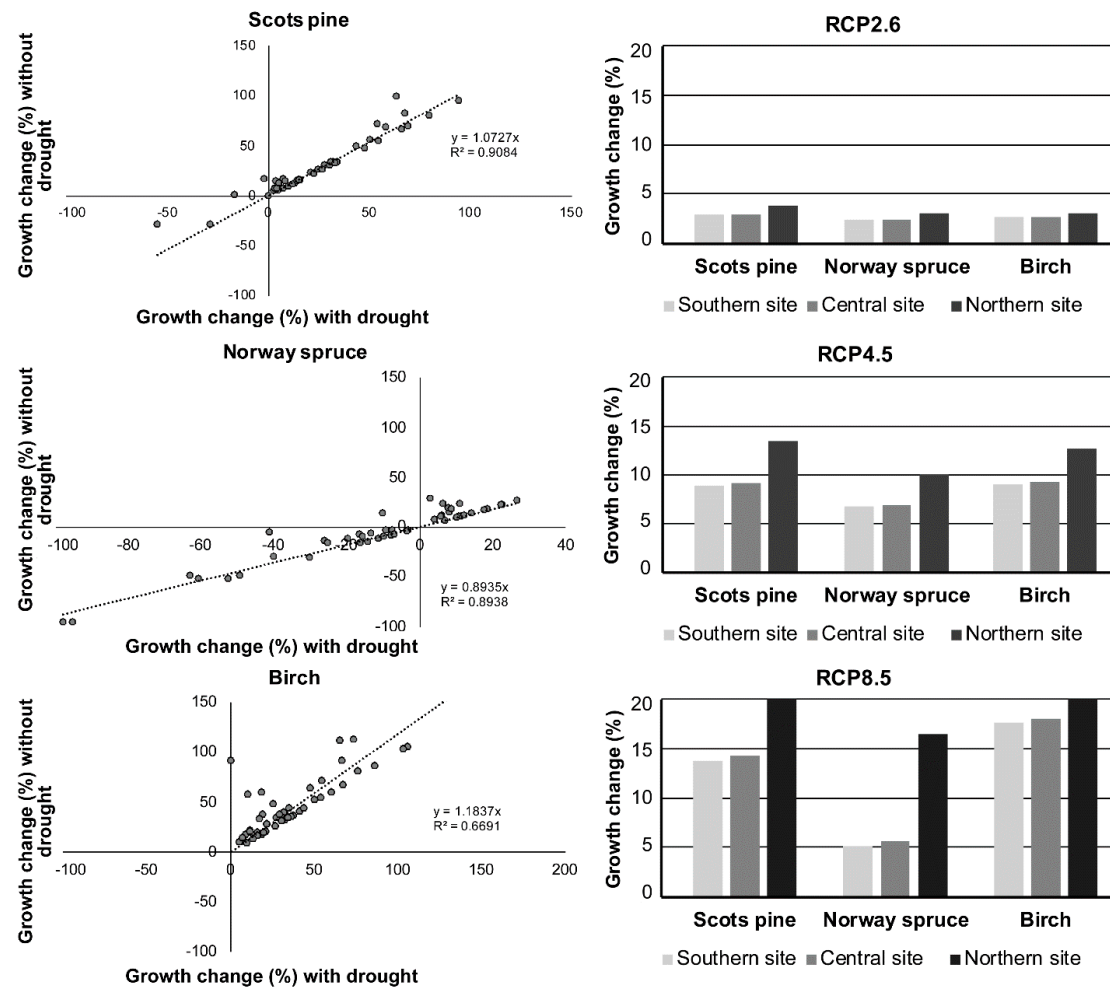 Scots pine
Growth change (%) without
drought
150
100
50
0
-50
-100
-100
-50
0
50
100
150
y = 1.0727x
R² = 0.9084
Growth change (%) with drought
RCP2.6
Growth change (%)
20
15
10
5
0
Scots pine
Norway spruce
Birch
Southern site
Central site
Northern site
Norway spruce
Growth change (%) without
drought
150
100
50
0
-50
-100
-100
-80
-60
-40
-20
0
20
40
y = 0.8935x
R² = 0.8938
Growth change (%) with drought
RCP4.5
Growth change (%)
20
15
10
5
0
Scots pine
Norway spruce
Birch
Southern site
Central site
Northern site
Birch
Growth change (%) without
drought
150
100
50
0
-50
-100
-100
-50
0
50
100
150
200
y = 1.1837x
R² = 0.6691
Growth change (%) with drought
RCP8.5
Growth change (%)
20
15
10
5
0
Scots pine
Norway spruce
Birch
Southern site
Central site
Northern site